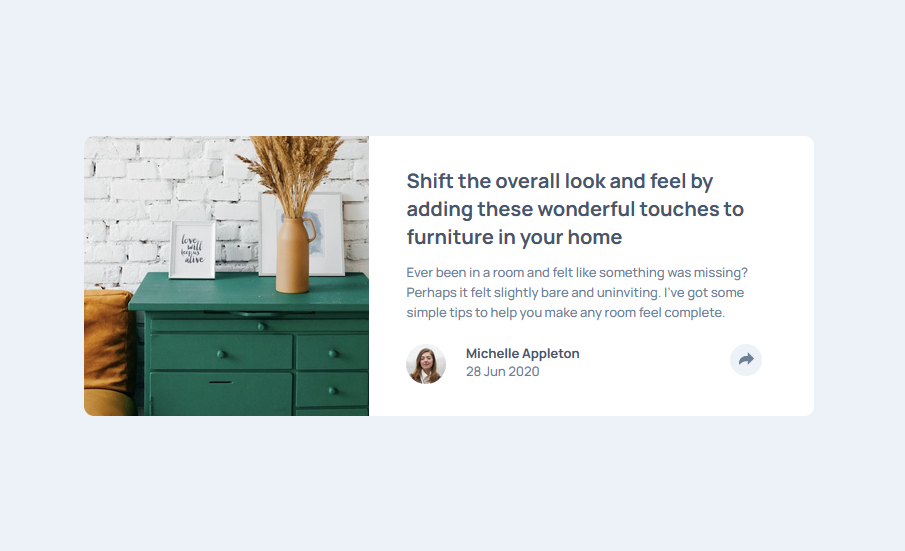 love
will
keep us
alive
Shift the overall look and feel by
adding these wonderful touches to
furniture in your home
Ever been in a room and felt like something was missing?
Perhaps it felt slightly bare and uninviting. I've got some
simple tips to help you make any room feel complete.
Michelle Appleton
28 Jun 2020